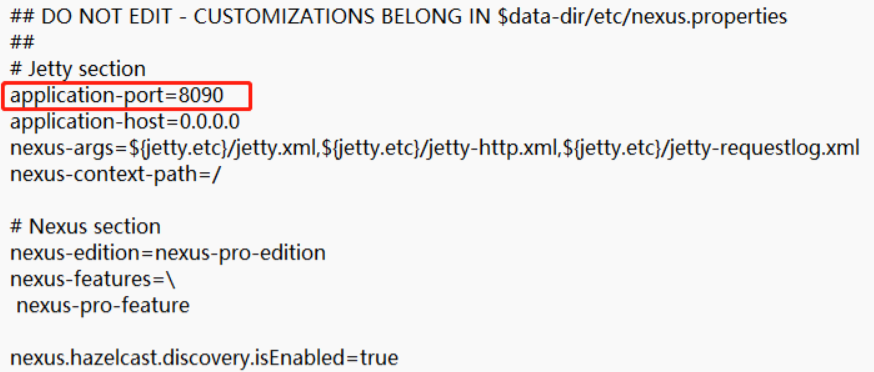 ## DO NOT EDIT - CUSTOMIZATIONS BELONG IN $data-dir/etc/nexus.properties
##
# Jetty section
application-port=8090
application-host=0.0.0.0
nexus-args=${jetty.etc}/jetty.xml,${jetty.etc}/jetty-http.xml,${jetty.etc}/jetty-requestlog.xml
nexus-context-path=/
# Nexus section
nexus-edition=nexus-pro-edition
nexus-features=\
nexus-pro-feature
nexus.hazelcast.discovery.isEnabled=true